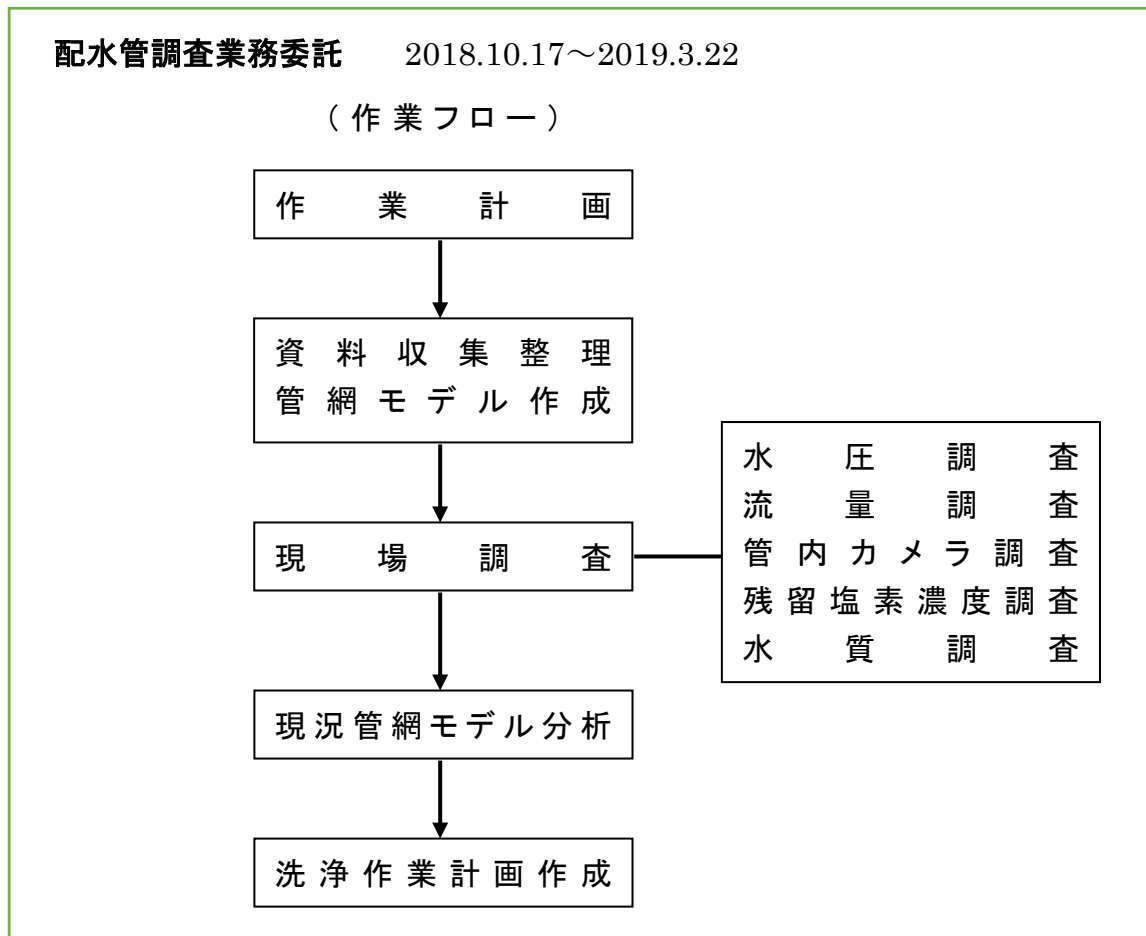 配水管調査業務委託 2018.10.17～2019.3.22
（作業フロー）
作業計画
資料収集整理
管網モデル作成
現場調査
水圧調査
流量調査
管内カメラ調査
残留塩素濃度調査
水質調査
現況管網モデル分析
洗浄作業計画作成